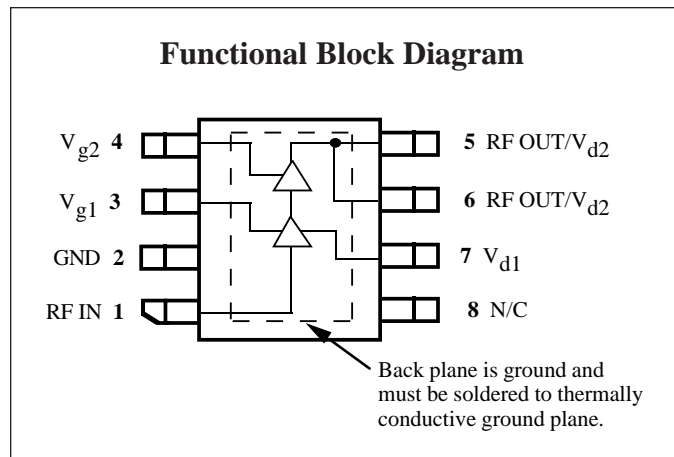 Functional Block Diagram
Vg2 4
5 RF OUT/Vd2
Vg1 3
6 RF OUT/Vd2
GND 2
7 Vd1
RF IN 1
8 N/C
Back plane is ground and
must be soldered to thermally
conductive ground plane.